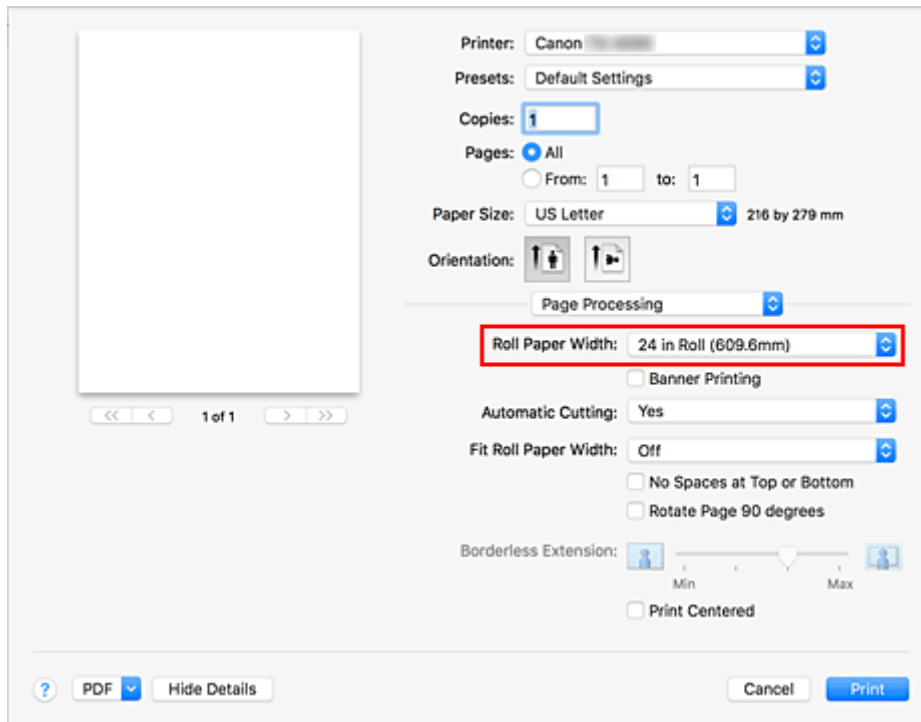 Printer: Canon
Presets: Default Settings
Copies: 1
Pages: All
From: 1 to: 1
Paper Size: US Letter 216 by 279 mm
Orientation:
Page Processing
Roll Paper Width: 24 in Roll (609.6mm)
Banner Printing
1 of 1
Automatic Cutting: Yes
Fit Roll Paper Width: Off
No Spaces at Top or Bottom
Rotate Page 90 degrees
Borderless Extension:
Min Max
Print Centered
? PDF Hide Details Cancel Print